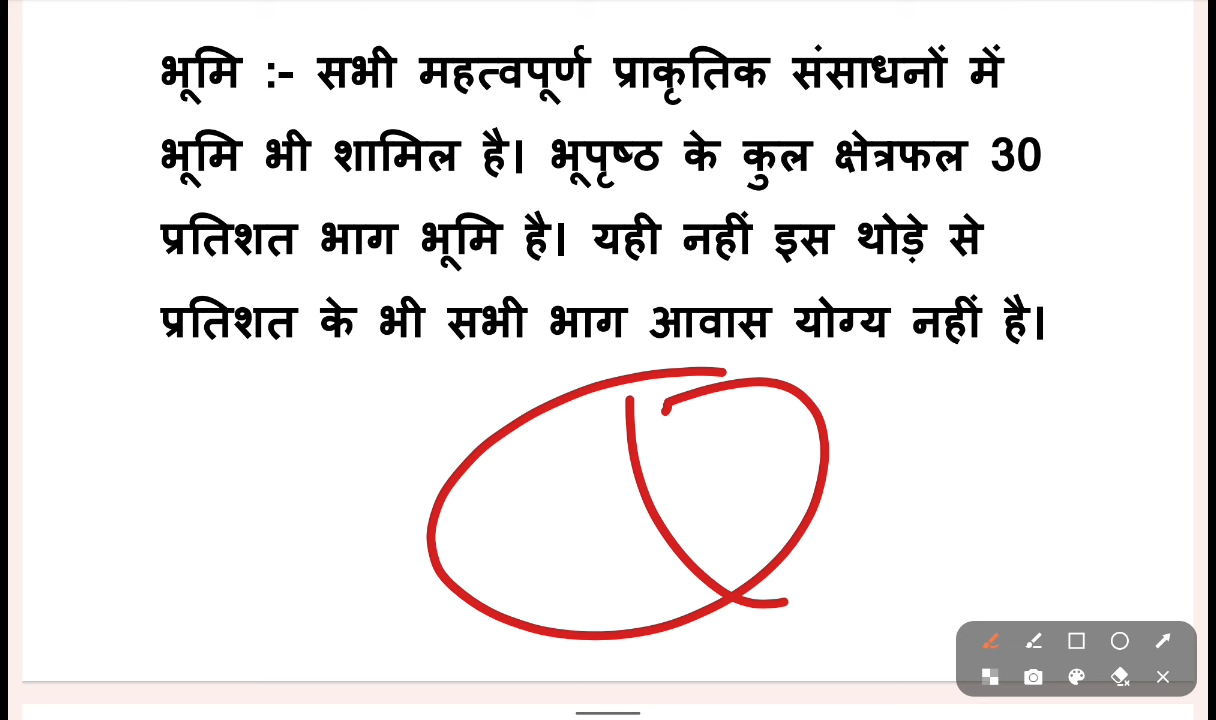 भूमि :- सभी महत्वपूर्ण प्राकृतिक संसाधनों में
भूमि भी शामिल है। भूपृष्ठ के कुल क्षेत्रफल 30
प्रतिशत भाग भूमि है। यही नहीं इस थोड़े से
प्रतिशत के भी सभी भाग आवास योग्य नहीं है।